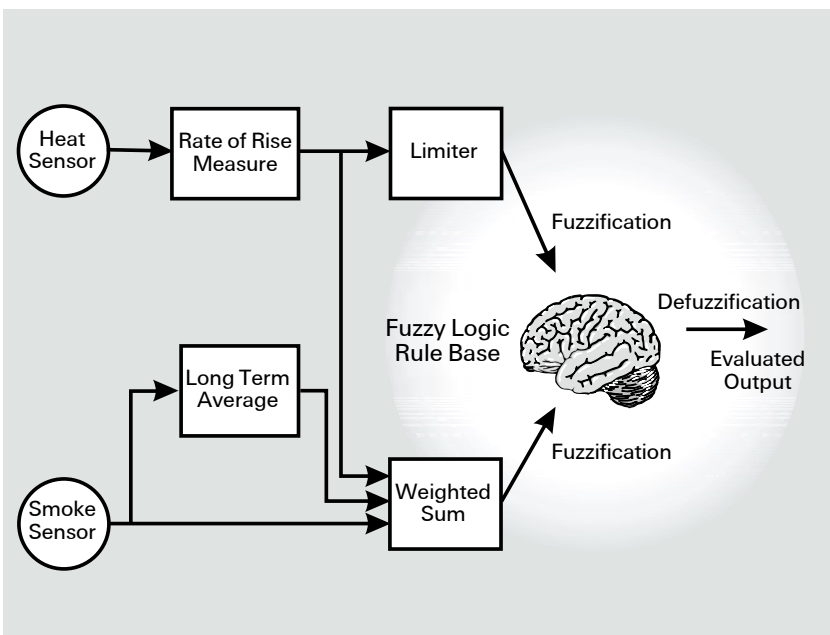 Heat
Sensor
Rate of Rise
Measure
Limiter
Fuzzification
Fuzzy Logic
Rule Base
Defuzzification
Evaluated
Output
Long Term
Average
Fuzzification
Smoke
Sensor
Weighted
Sum